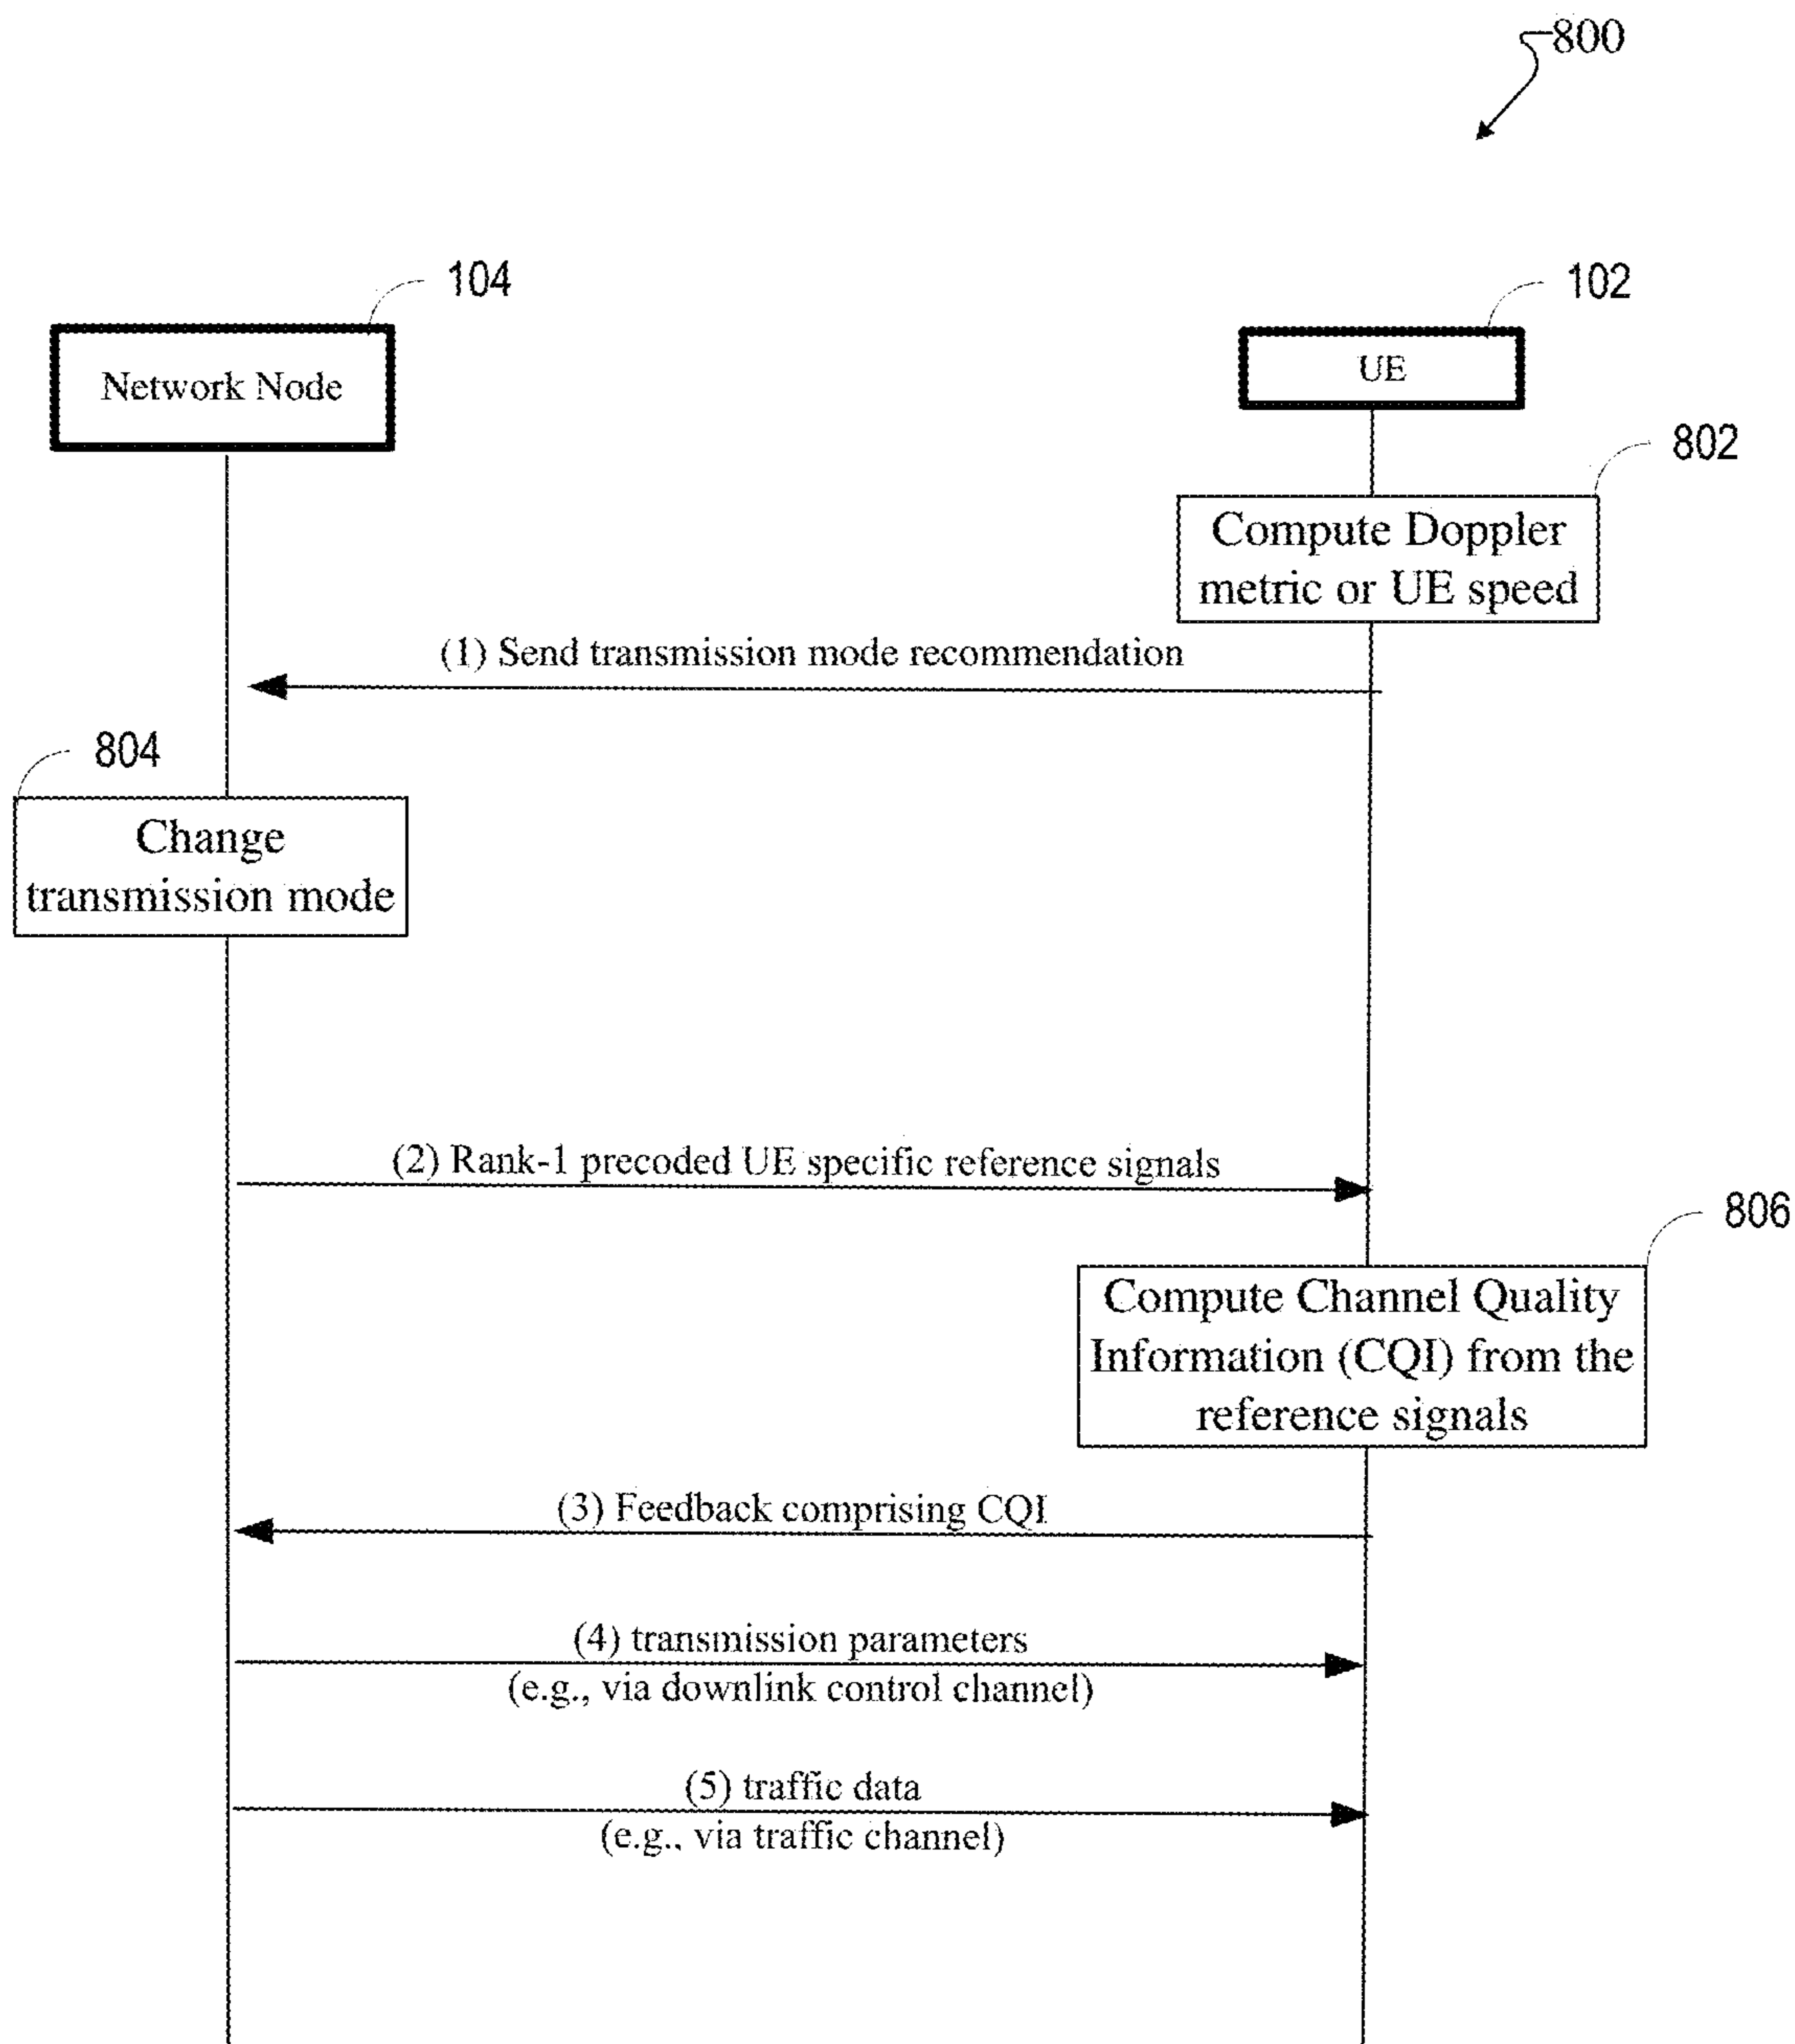 800
104
102
Network Node
UE
802
Compute Doppler
metric or UE speed
(1) Send transmission mode recommendation
804
Change
transmission mode
(2) Rank-1 precoded UE specific reference signals
806
Compute Channel Quality
Information (CQI) from the
reference signals
(3) Feedback comprising CQI
(4) transmission parameters
(e.g., via downlink control channel)
(5) traffic data
(e.g., via traffic channel)